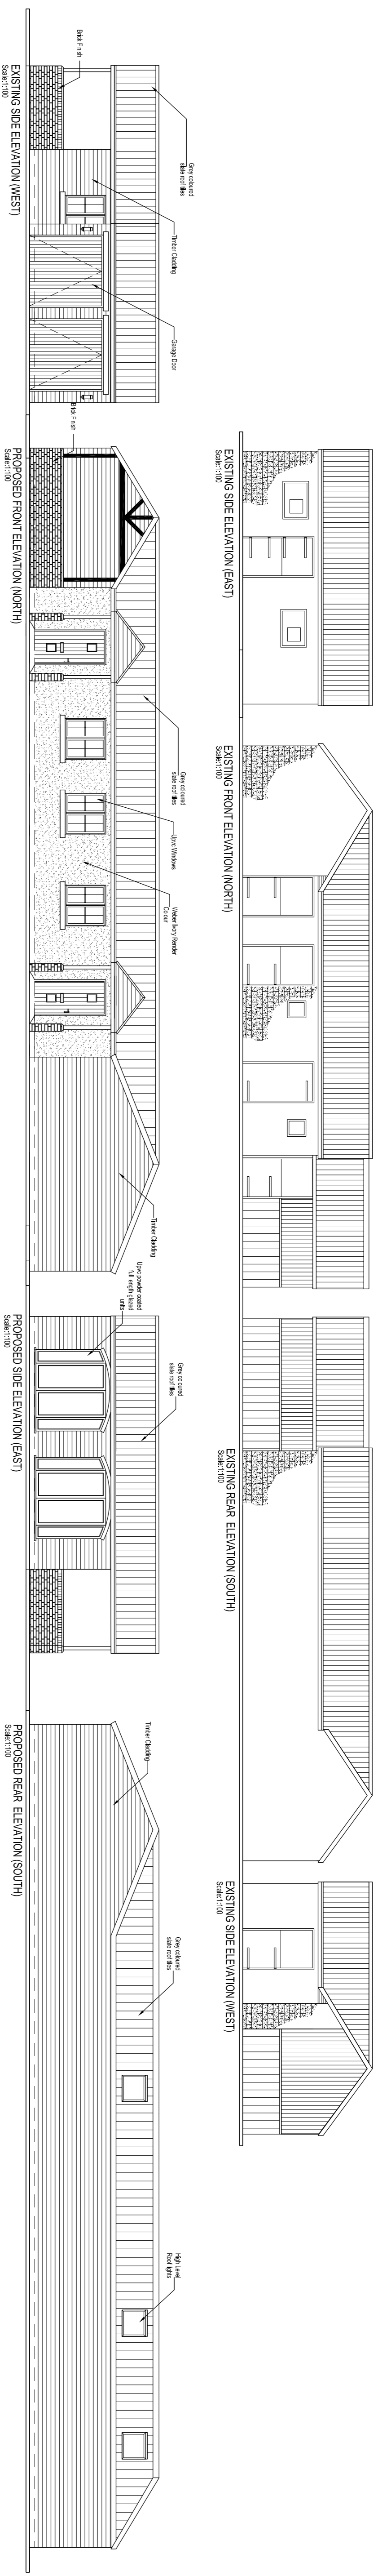 EXISTING SIDE ELEVATION (EAST)
Scale:1:100
EXISTING FRONT ELEVATION (NORTH)
Scale:1:100
EXISTING REAR ELEVATION (SOUTH)
Scale:1:100
EXISTING SIDE ELEVATION (WEST)
Scale:1:100
Grey coloured
slate roof tiles
Timber Cladding
Garage Door
Brick Finish
EXISTING SIDE ELEVATION (WEST)
Scale:1:100
Brick Finish
Grey coloured
slate roof tiles
Upvc Windows
Weber Ivory Render
Colour
Timber Cladding
PROPOSED FRONT ELEVATION (NORTH)
Scale:1:100
Upvc powder coated
full length glazed
units
Grey coloured
slate roof tiles
PROPOSED SIDE ELEVATION (EAST)
Scale:1:100
Timber Cladding
Grey coloured
slate roof tiles
High Level
Roof lights
PROPOSED REAR ELEVATION (SOUTH)
Scale:1:100